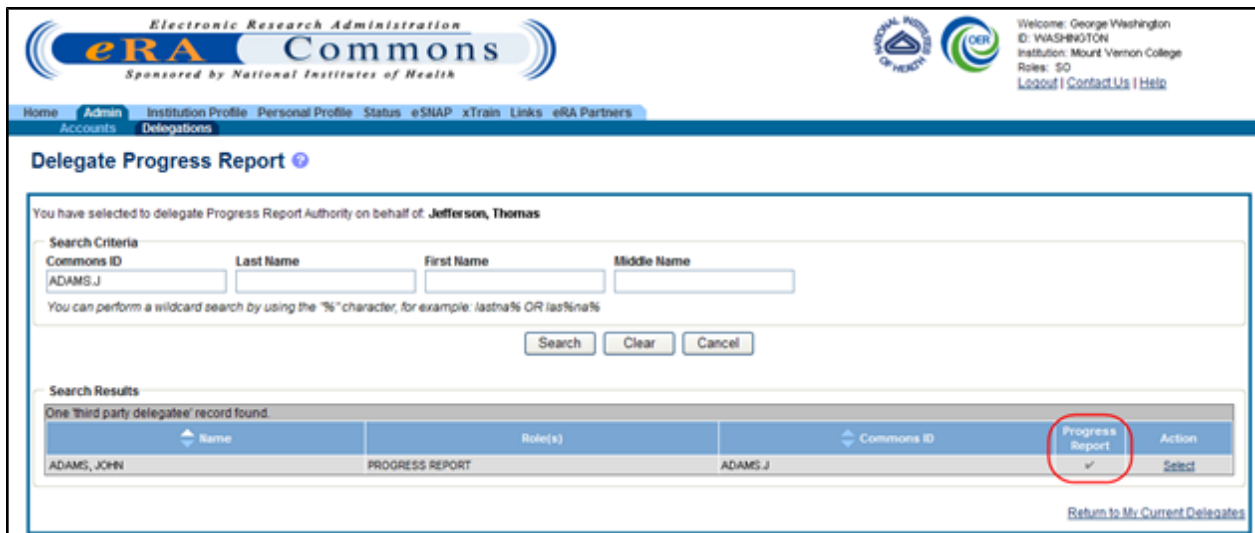 Electronic Research Administration
eRA Commons
Sponsored by National Institutes of Health
NATIONAL INSTITUTES OF HEALTH
OER
Welcome: George Washington
ID: WASHINGTON
Institution: Mount Vernon College
Roles: SO
Logout | Contact Us | Help
Home Admin Institution Profile Personal Profile Status eSNAP xTrain Links eRA Partners
Accounts Delegations
Delegate Progress Report ?
You have selected to delegate Progress Report Authority on behalf of: Jefferson, Thomas
Search Criteria
Commons ID Last Name First Name Middle Name
ADAMS.J
You can perform a wildcard search by using the "%" character, for example: lastna% OR las%na%
Search Clear Cancel
Search Results
One 'third party delegatee' record found.
Name Role(s) Commons ID Progress Report Action
ADAMS, JOHN PROGRESS REPORT ADAMS.J ✓ Select
Return to My Current Delegates